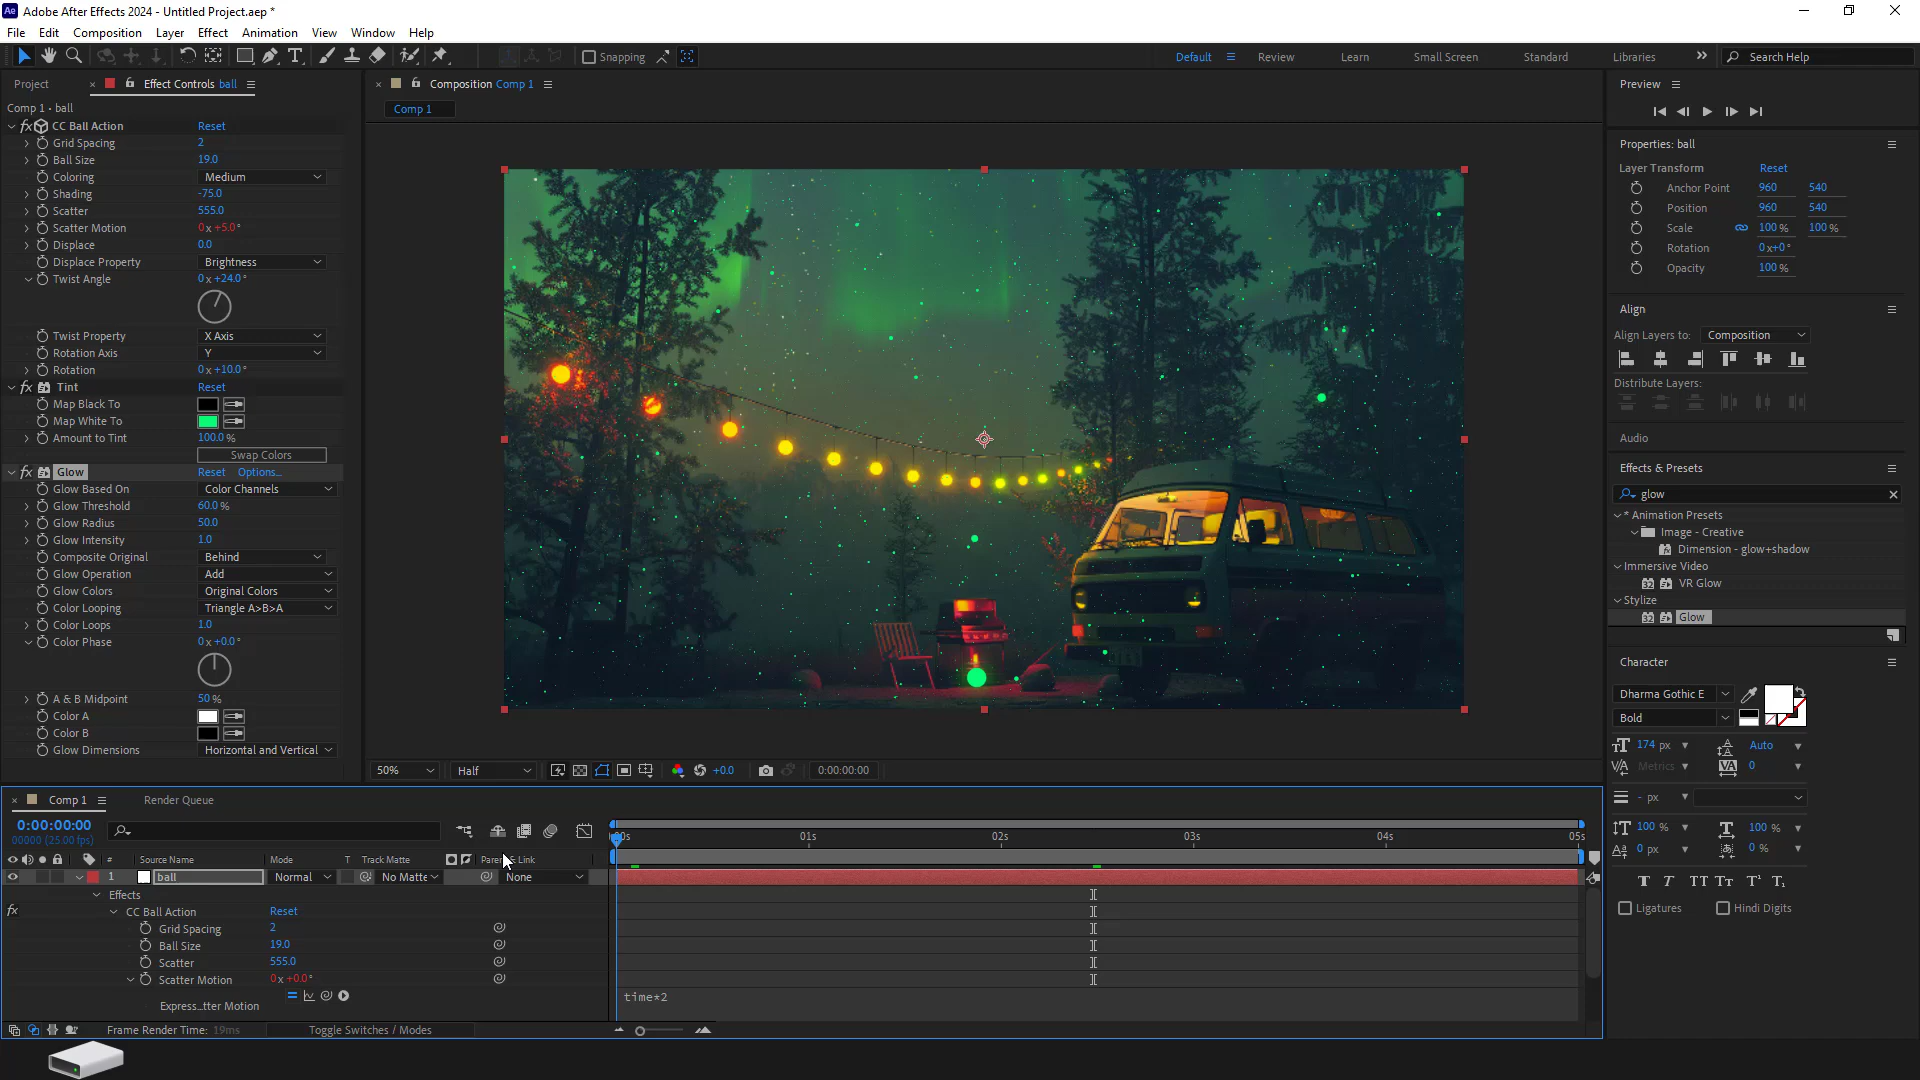 Ae Adobe After Effects 2024 - Untitled Project.aep *
File Edit Composition Layer Effect Animation View Window Help
Snapping
Default Review Learn Small Screen Standard Libraries Search Help
Project Effect Controls ball
Comp 1 • ball
fx CC Ball Action Reset
Grid Spacing 2
Ball Size 19.0
Coloring Medium
Shading -75.0
Scatter 555.0
Scatter Motion 0x+5.0°
Displace 0.0
Displace Property Brightness
Twist Angle 0x+24.0°
Twist Property X Axis
Rotation Axis Y
Rotation 0x+10.0°
fx Tint Reset
Map Black To
Map White To
Amount to Tint 100.0 %
Swap Colors
fx Glow Reset Options...
Glow Based On Color Channels
Glow Threshold 60.0 %
Glow Radius 50.0
Glow Intensity 1.0
Composite Original Behind
Glow Operation Add
Glow Colors Original Colors
Color Looping Triangle A>B>A
Color Loops 1.0
Color Phase 0x+0.0°
A & B Midpoint 50 %
Color A
Color B
Glow Dimensions Horizontal and Vertical
Composition Comp 1
Comp 1
50% Half +0.0 0:00:00:00
Preview
Properties: ball
Layer Transform Reset
Anchor Point 960 540
Position 960 540
Scale 100 % 100 %
Rotation 0x+0°
Opacity 100 %
Align
Align Layers to: Composition
Distribute Layers:
Audio
Effects & Presets
glow
* Animation Presets
Image - Creative
Dimension - glow+shadow
Immersive Video
32 VR Glow
Stylize
32 Glow
Character
Dharma Gothic E
Bold
174 px Auto
Metrics 0
- px
100 % 100 %
0 px 0 %
T T TT Tт T¹ T₁
Ligatures Hindi Digits
Comp 1 Render Queue
0:00:00:00
00000 (25.00 fps)
# Source Name Mode T Track Matte Parent & Link
1 ball Normal No Matte None
Effects
fx CC Ball Action Reset
Grid Spacing 2
Ball Size 19.0
Scatter 555.0
Scatter Motion 0x+0.0°
Express...tter Motion
Frame Render Time: 19ms Toggle Switches / Modes
:00s 01s 02s 03s 04s 05s
time*2